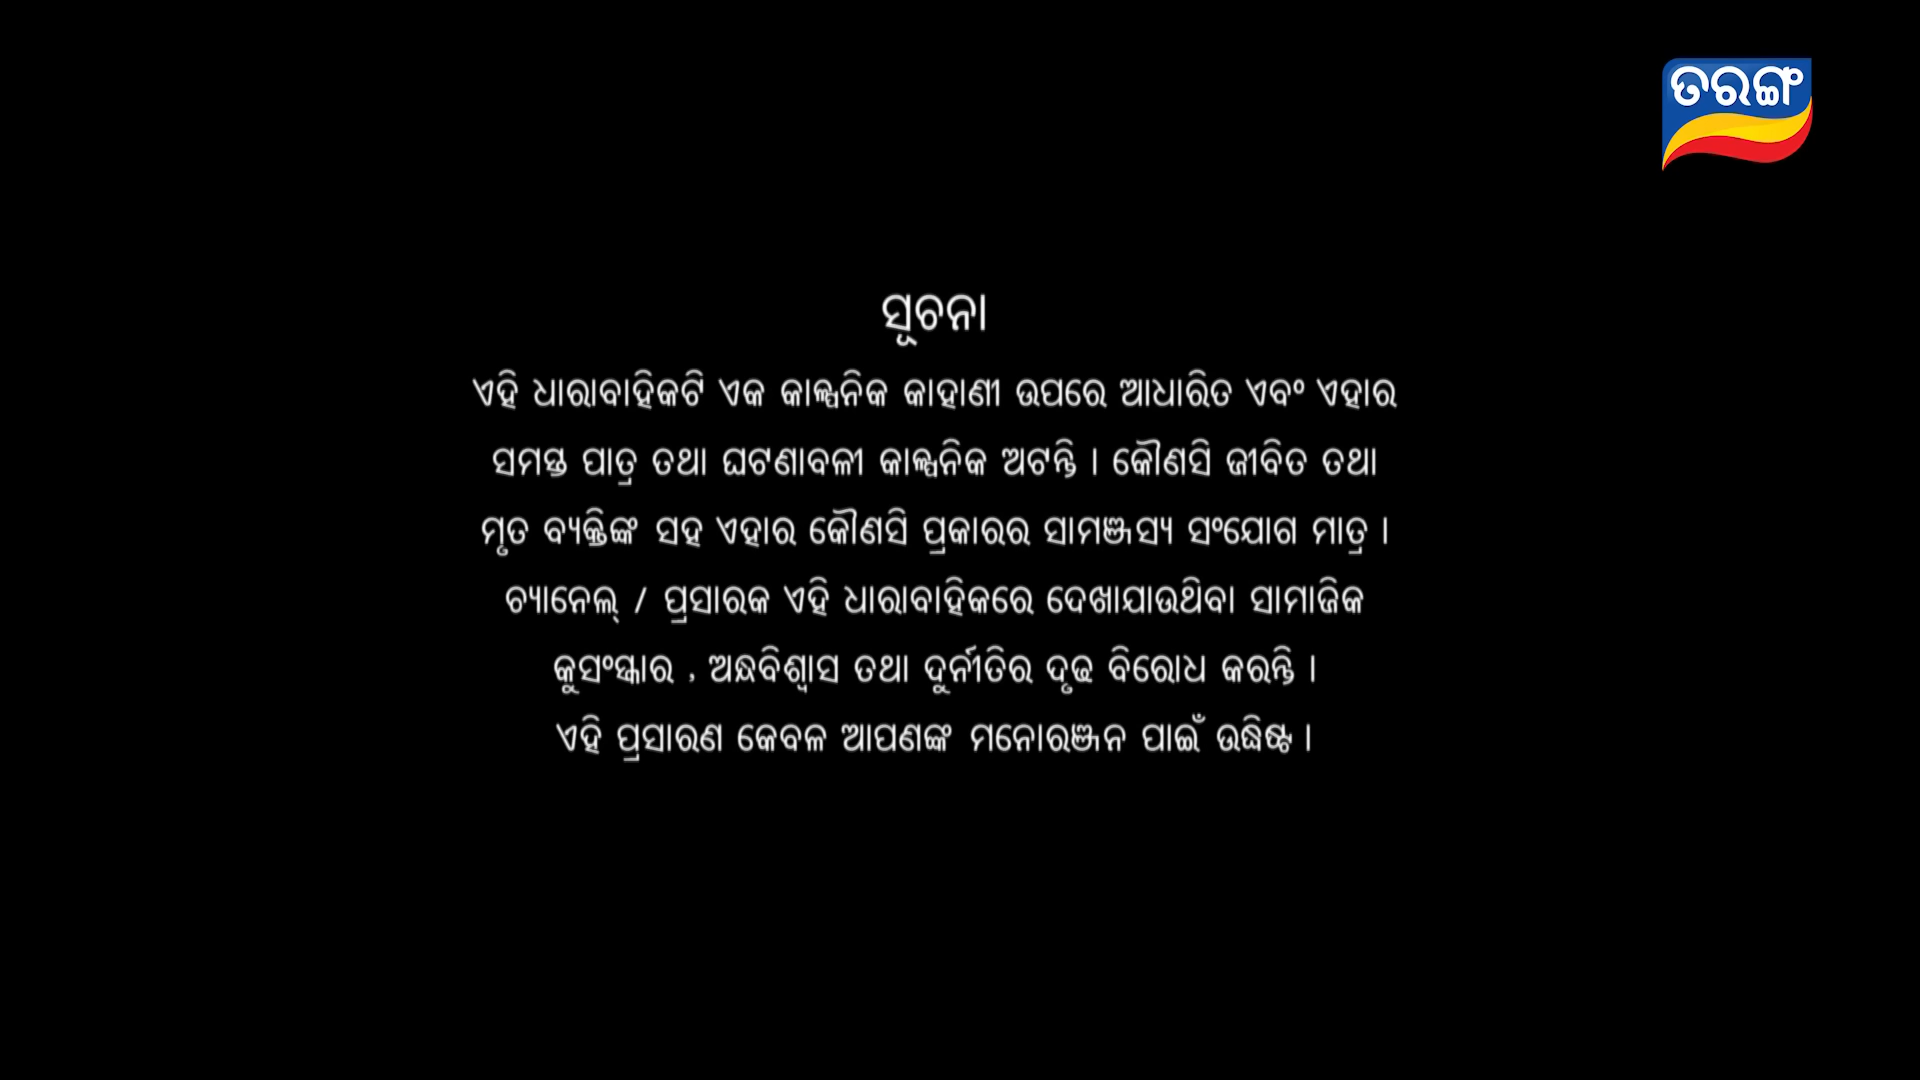 ତରଙ୍ଗ
ସୂଚନା
ଏହି ଧାରାବାହିକଟି ଏକ କାଳ୍ପନିକ କାହାଣୀ ଉପରେ ଆଧାରିତ ଏବଂ ଏହାର
ସମସ୍ତ ପାତ୍ର ତଥା ଘଟଣାବଳୀ କାଳ୍ପନିକ ଅଟନ୍ତି । କୌଣସି ଜୀବିତ ତଥା
ମୃତ ବ୍ୟକ୍ତିଙ୍କ ସହ ଏହାର କୌଣସି ପ୍ରକାରର ସାମଞ୍ଜସ୍ୟ ସଂଯୋଗ ମାତ୍ର ।
ଚ୍ୟାନେଲ୍ / ପ୍ରସାରକ ଏହି ଧାରାବାହିକରେ ଦେଖାଯାଉଥିବା ସାମାଜିକ
କୁସଂସ୍କାର , ଅନ୍ଧବିଶ୍ୱାସ ତଥା ଦୁର୍ନୀତିର ଦୃଢ ବିରୋଧ କରନ୍ତି ।
ଏହି ପ୍ରସାରଣ କେବଳ ଆପଣଙ୍କ ମନୋରଞ୍ଜନ ପାଇଁ ଉଦ୍ଧିଷ୍ଟ ।